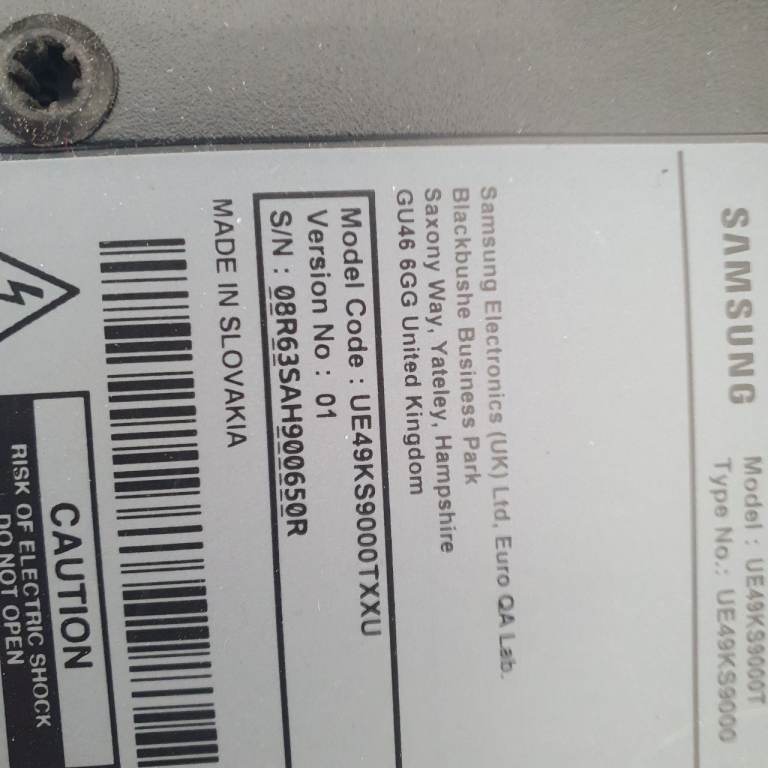 SAMSUNG
Model : UE49KS9000T
Type No.: UE49KS9000
Samsung Electronics (UK) Ltd, Euro QA Lab.
Blackbushe Business Park
Saxony Way, Yateley, Hampshire
GU46 6GG United Kingdom
Model Code : UE49KS9000TXXU
Version No : 01
S/N : 08R63SAH900650R
MADE IN SLOVAKIA
CAUTION
RISK OF ELECTRIC SHOCK
DO NOT OPEN